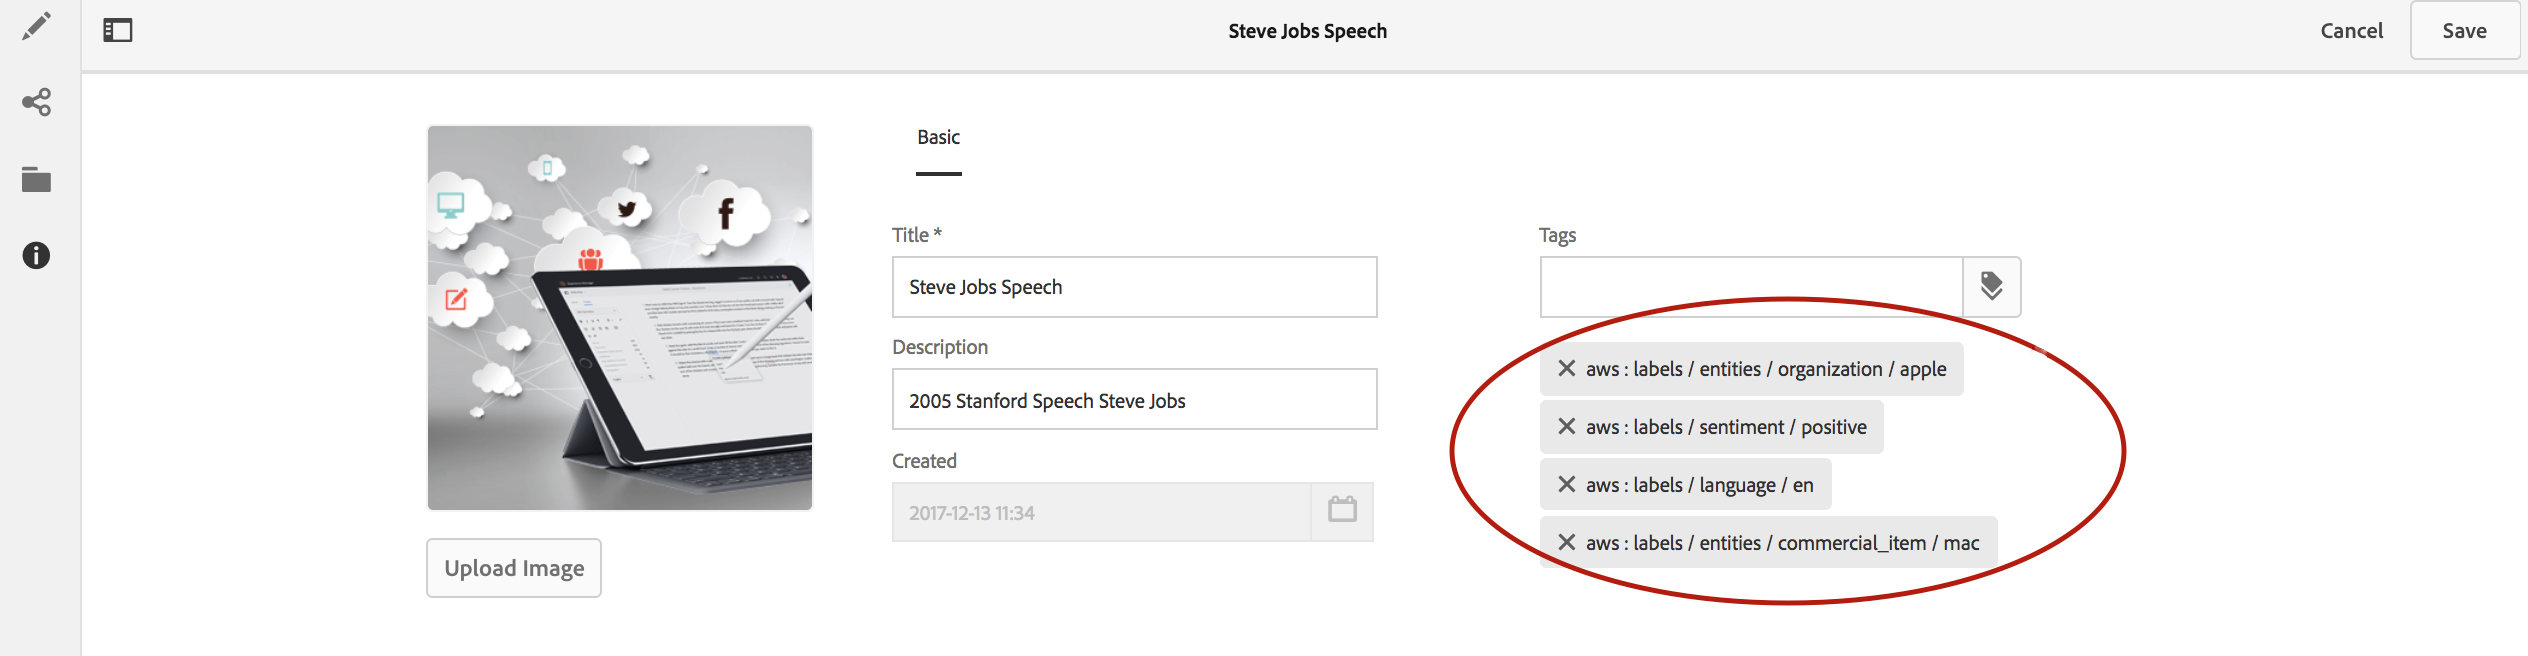 Steve Jobs Speech
Cancel
Save
Basic
Title *
Steve Jobs Speech
Description
2005 Stanford Speech Steve Jobs
Created
2017-12-13 11:34
Upload Image
Tags
aws : labels / entities / organization / apple
aws : labels / sentiment / positive
aws : labels / language / en
aws : labels / entities / commercial_item / mac